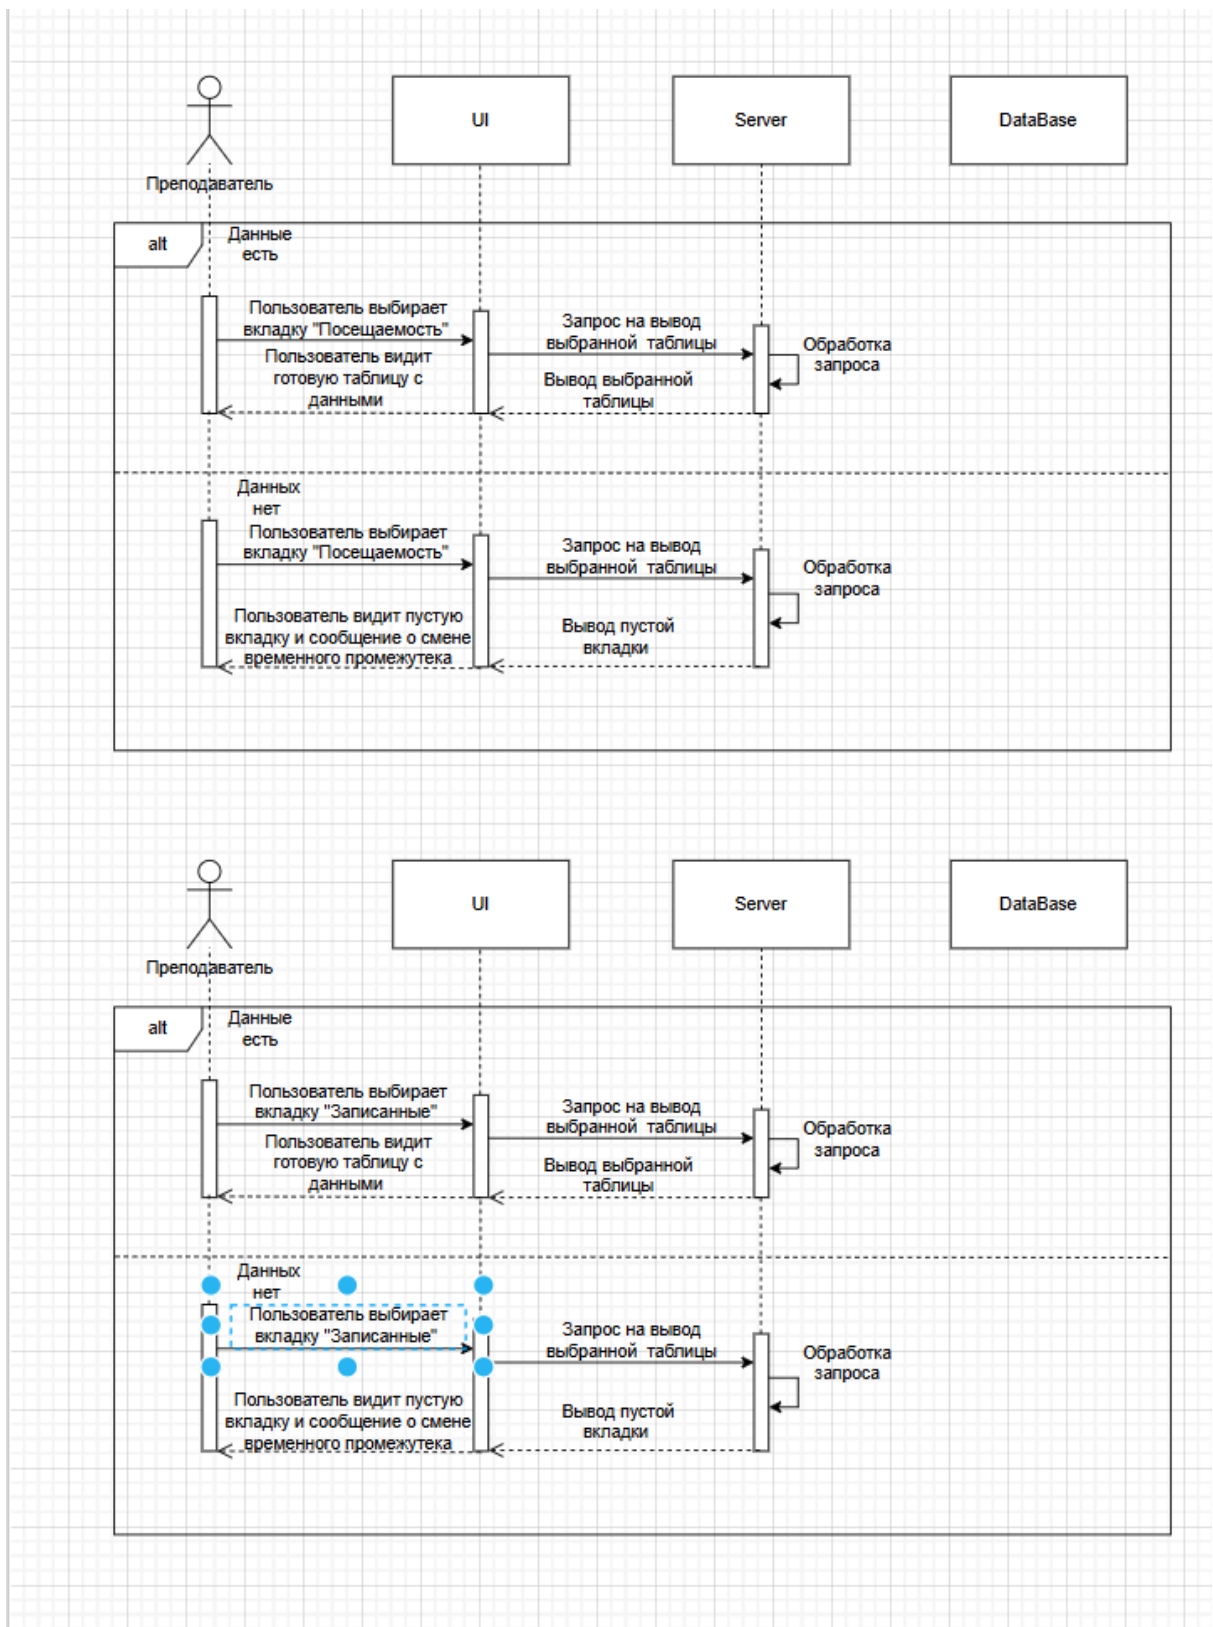 UI
Server
DataBase
Преподаватель
alt
Данные
есть
Пользователь выбирает
вкладку "Посещаемость"
Запрос на вывод
выбранной таблицы
Обработка
запроса
Пользователь видит
готовую таблицу с
данными
Вывод выбранной
таблицы
Данных
нет
Пользователь выбирает
вкладку "Посещаемость"
Запрос на вывод
выбранной таблицы
Обработка
запроса
Пользователь видит пустую
вкладку и сообщение о смене
временного промежутека
Вывод пустой
вкладки
UI
Server
DataBase
Преподаватель
alt
Данные
есть
Пользователь выбирает
вкладку "Записанные"
Запрос на вывод
выбранной таблицы
Обработка
запроса
Пользователь видит
готовую таблицу с
данными
Вывод выбранной
таблицы
Данных
нет
Пользователь выбирает
вкладку "Записанные"
Запрос на вывод
выбранной таблицы
Обработка
запроса
Пользователь видит пустую
вкладку и сообщение о смене
временного промежутека
Вывод пустой
вкладки